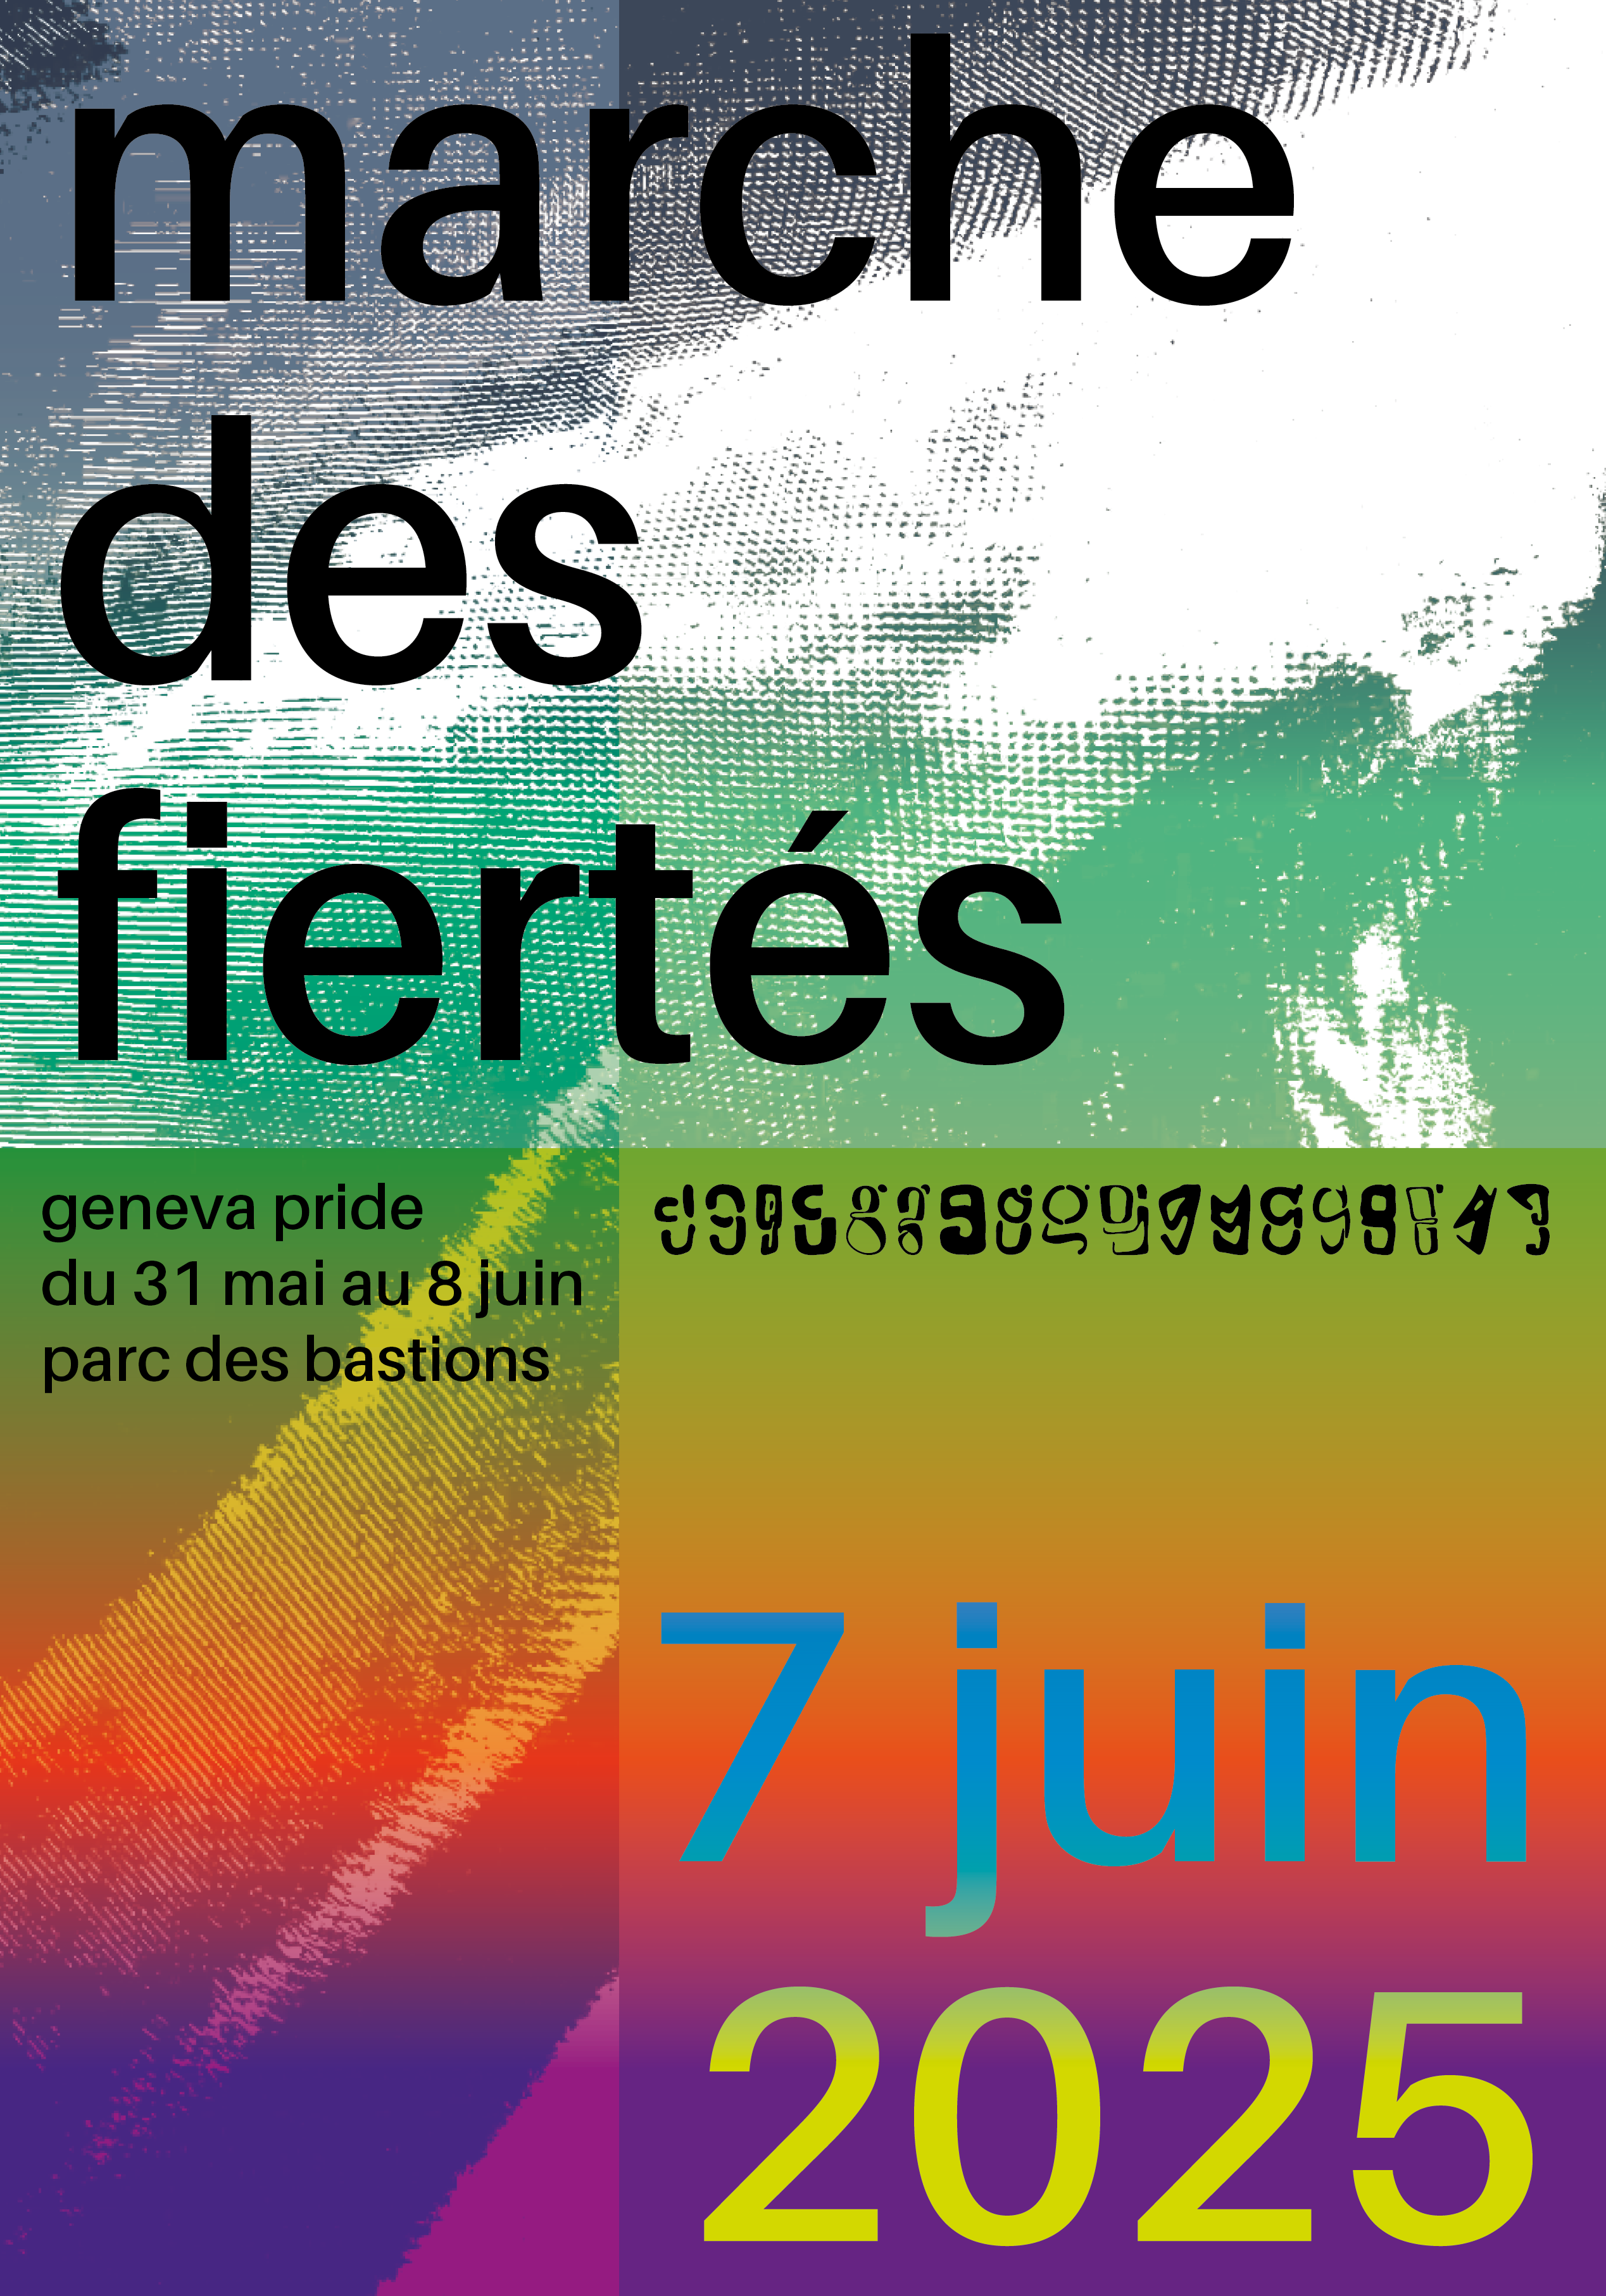 marche
des
fiertés
geneva pride
du 31 mai au 8 juin
parc des bastions
7 juin
2025